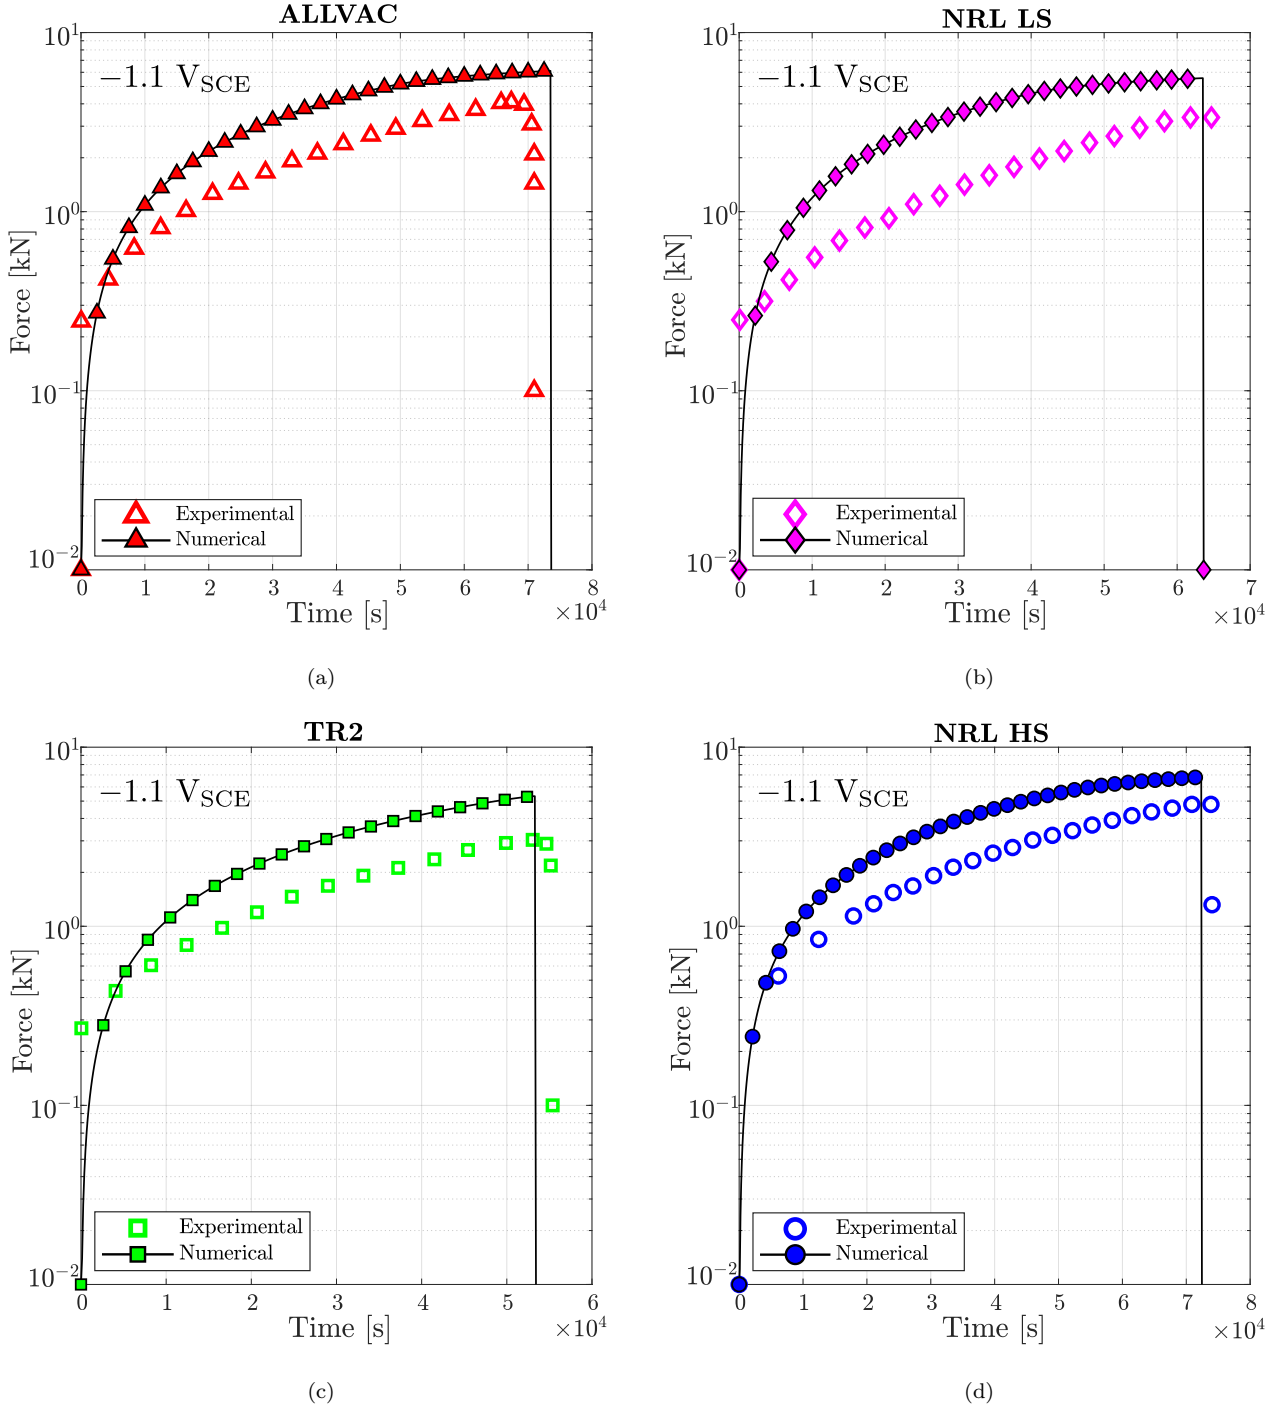 ALLVAC
−1.1 V_SCE
Force [kN]
10^1
10^0
10^−1
10^−2
Experimental
Numerical
0 1 2 3 4 5 6 7 8
×10^4
Time [s]
(a)
NRL LS
−1.1 V_SCE
Force [kN]
10^1
10^0
10^−1
10^−2
Experimental
Numerical
0 1 2 3 4 5 6 7
×10^4
Time [s]
(b)
TR2
−1.1 V_SCE
Force [kN]
10^1
10^0
10^−1
10^−2
Experimental
Numerical
0 1 2 3 4 5 6
×10^4
Time [s]
(c)
NRL HS
−1.1 V_SCE
Force [kN]
10^1
10^0
10^−1
10^−2
Experimental
Numerical
0 1 2 3 4 5 6 7 8
×10^4
Time [s]
(d)